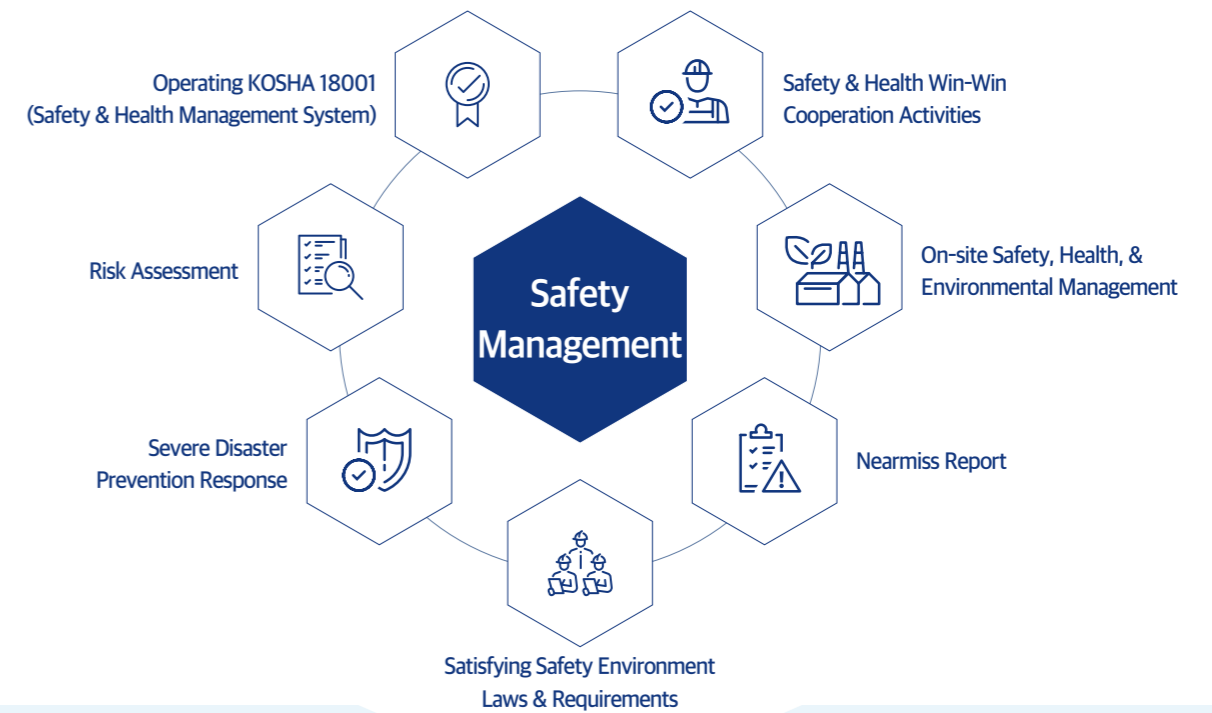 Operating KOSHA 18001
(Safety & Health Management System)
Safety & Health Win-Win
Cooperation Activities
Risk Assessment
Safety
Management
On-site Safety, Health, &
Environmental Management
Severe Disaster
Prevention Response
Nearmiss Report
Satisfying Safety Environment
Laws & Requirements